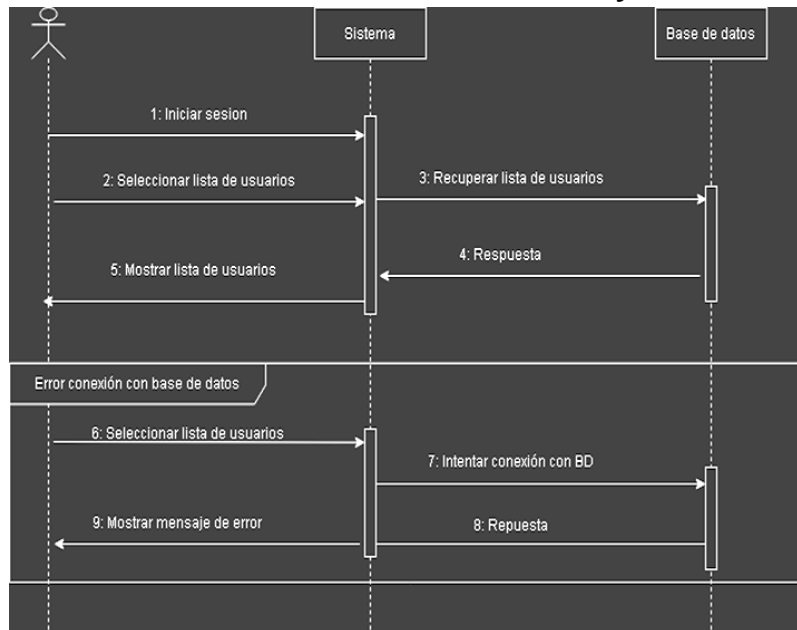 Sistema
Base de datos
1: Iniciar sesion
2: Seleccionar lista de usuarios
3: Recuperar lista de usuarios
4: Respuesta
5: Mostrar lista de usuarios
Error conexión con base de datos
6: Seleccionar lista de usuarios
7: Intentar conexión con BD
8: Repuesta
9: Mostrar mensaje de error